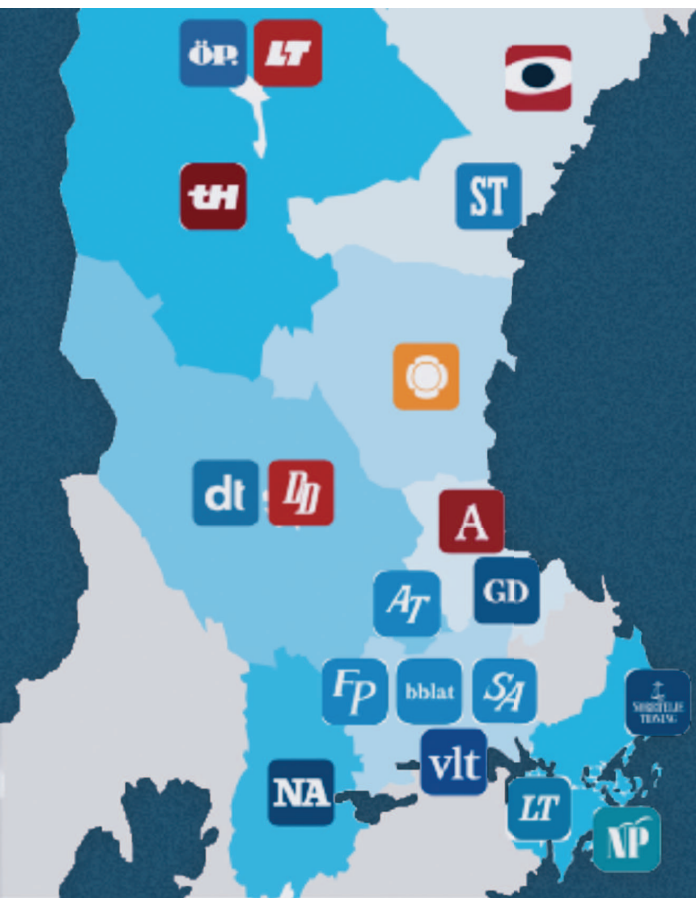 ÖP.
LT
tH
ST
dt
DD
A
AT
GD
FP
bblat
SA
NORRTELJE
TIDNING
vlt
NA
LT
NP